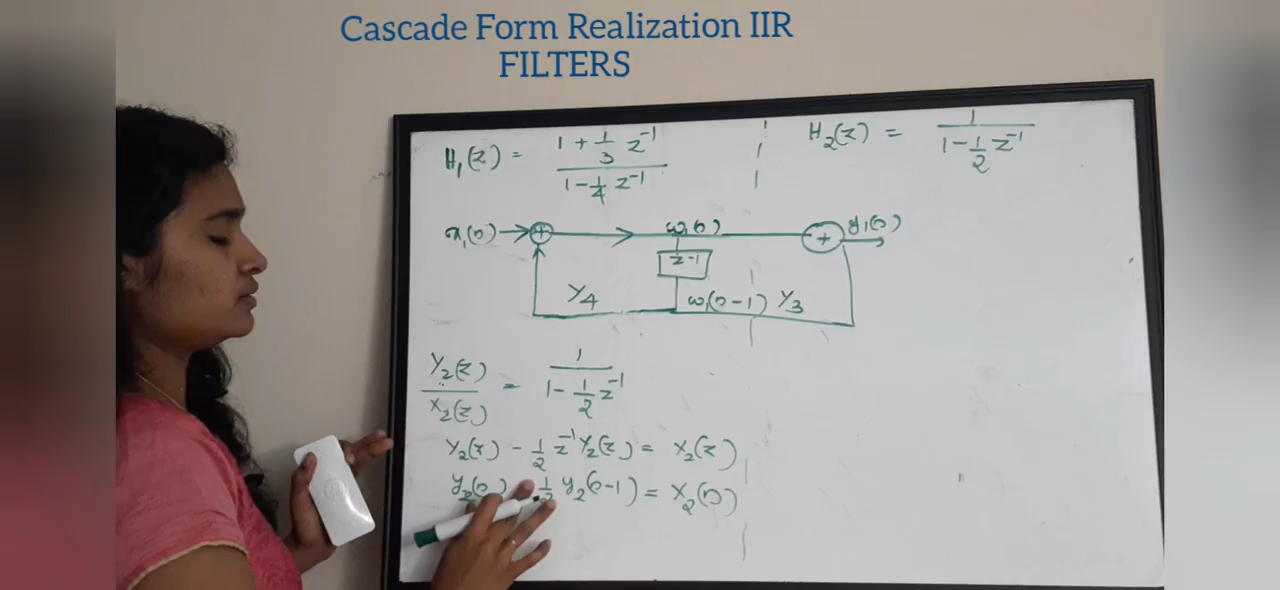 Cascade Form Realization IIR
FILTERS
H₁(z) = (1 + 1/3 z⁻¹) / (1 - 1/4 z⁻¹)
H₂(z) = 1 / (1 - 1/2 z⁻¹)
x₁(n) + w₁(n) + y₁(n)
z⁻¹
1/4 w₁(n-1) 1/3
Y₂(z) / X₂(z) = 1 / (1 - 1/2 z⁻¹)
Y₂(z) - 1/2 z⁻¹ Y₂(z) = X₂(z)
y₂(n) 1/2 y₂(n-1) = x₂(n)